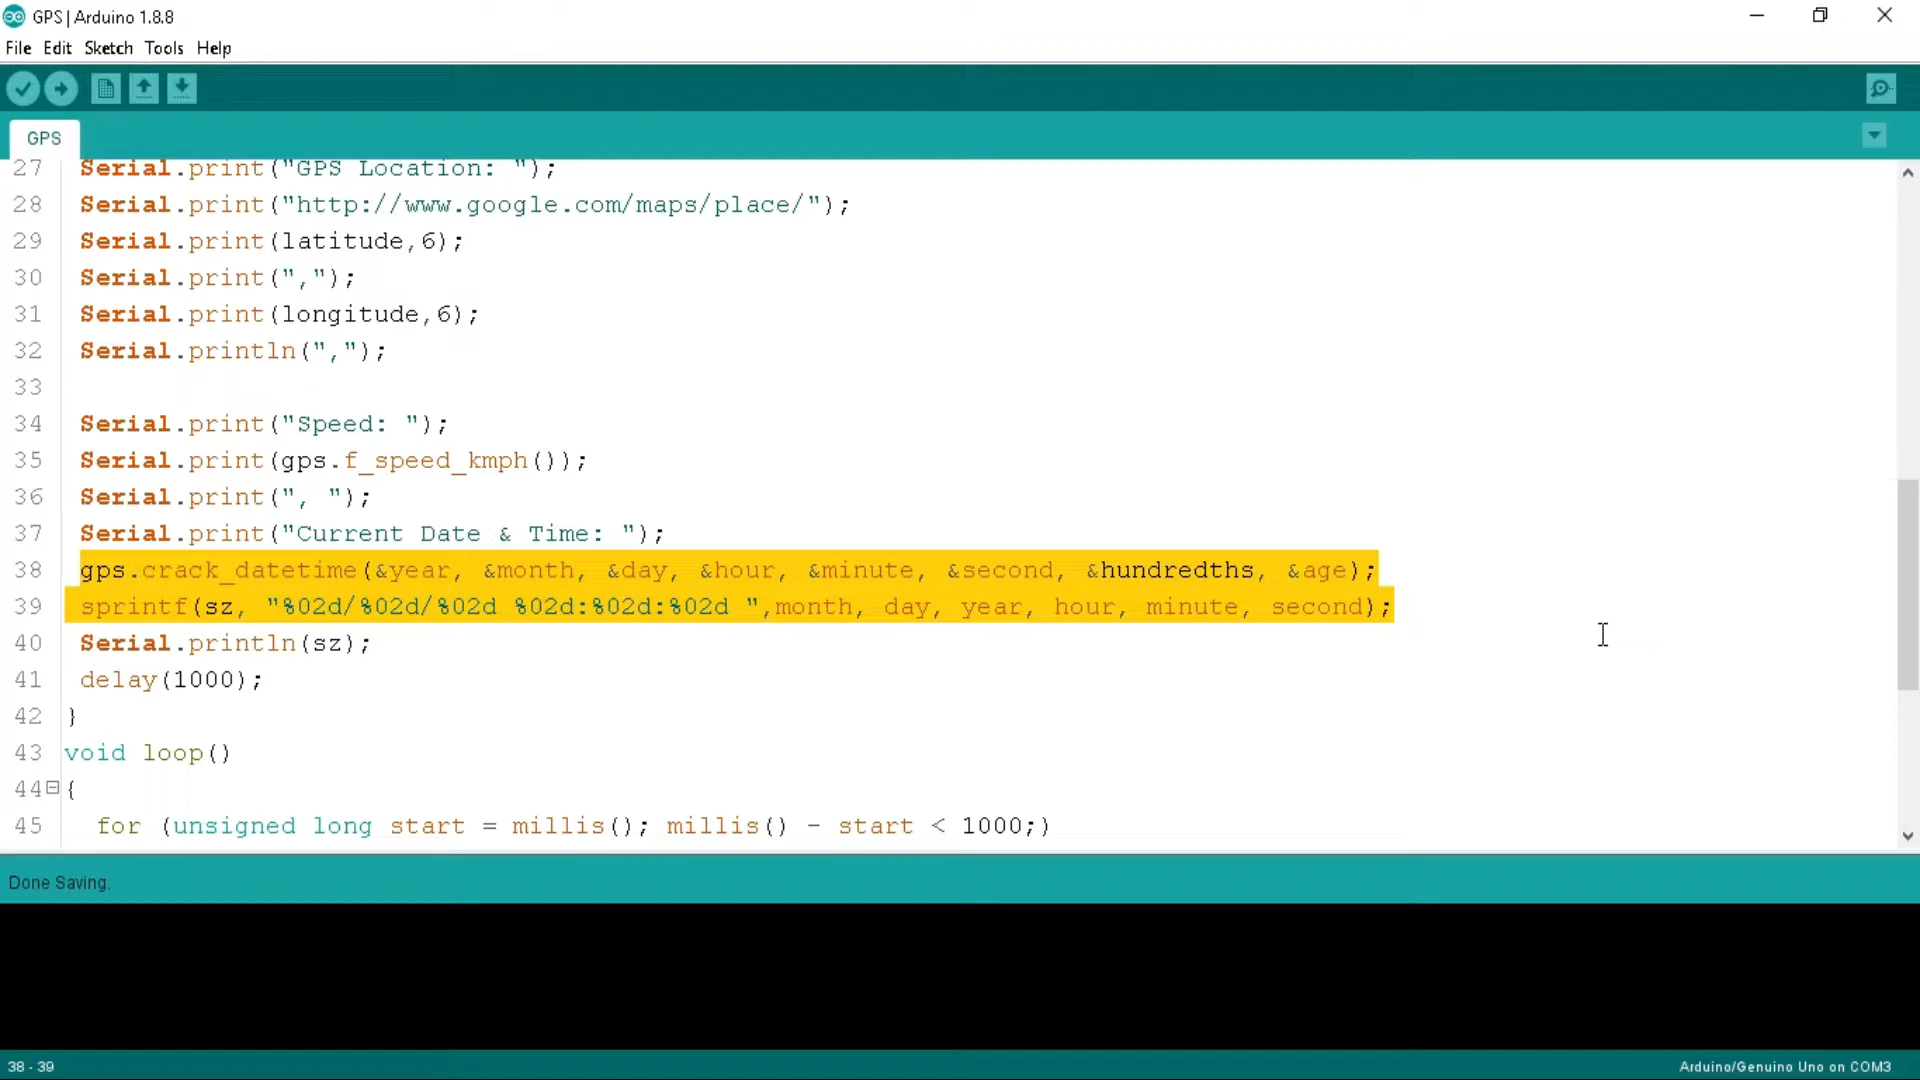 GPS | Arduino 1.8.8
File Edit Sketch Tools Help
GPS
27 Serial.print("GPS Location: ");
28 Serial.print("http://www.google.com/maps/place/");
29 Serial.print(latitude,6);
30 Serial.print(",");
31 Serial.print(longitude,6);
32 Serial.println(",");
33
34 Serial.print("Speed: ");
35 Serial.print(gps.f_speed_kmph());
36 Serial.print(", ");
37 Serial.print("Current Date & Time: ");
38 gps.crack_datetime(&year, &month, &day, &hour, &minute, &second, &hundredths, &age);
39 sprintf(sz, "%02d/%02d/%02d %02d:%02d:%02d ",month, day, year, hour, minute, second);
40 Serial.println(sz);
41 delay(1000);
42 }
43 void loop()
44 {
45 for (unsigned long start = millis(); millis() - start < 1000;)
Done Saving.
38 - 39
Arduino/Genuino Uno on COM3